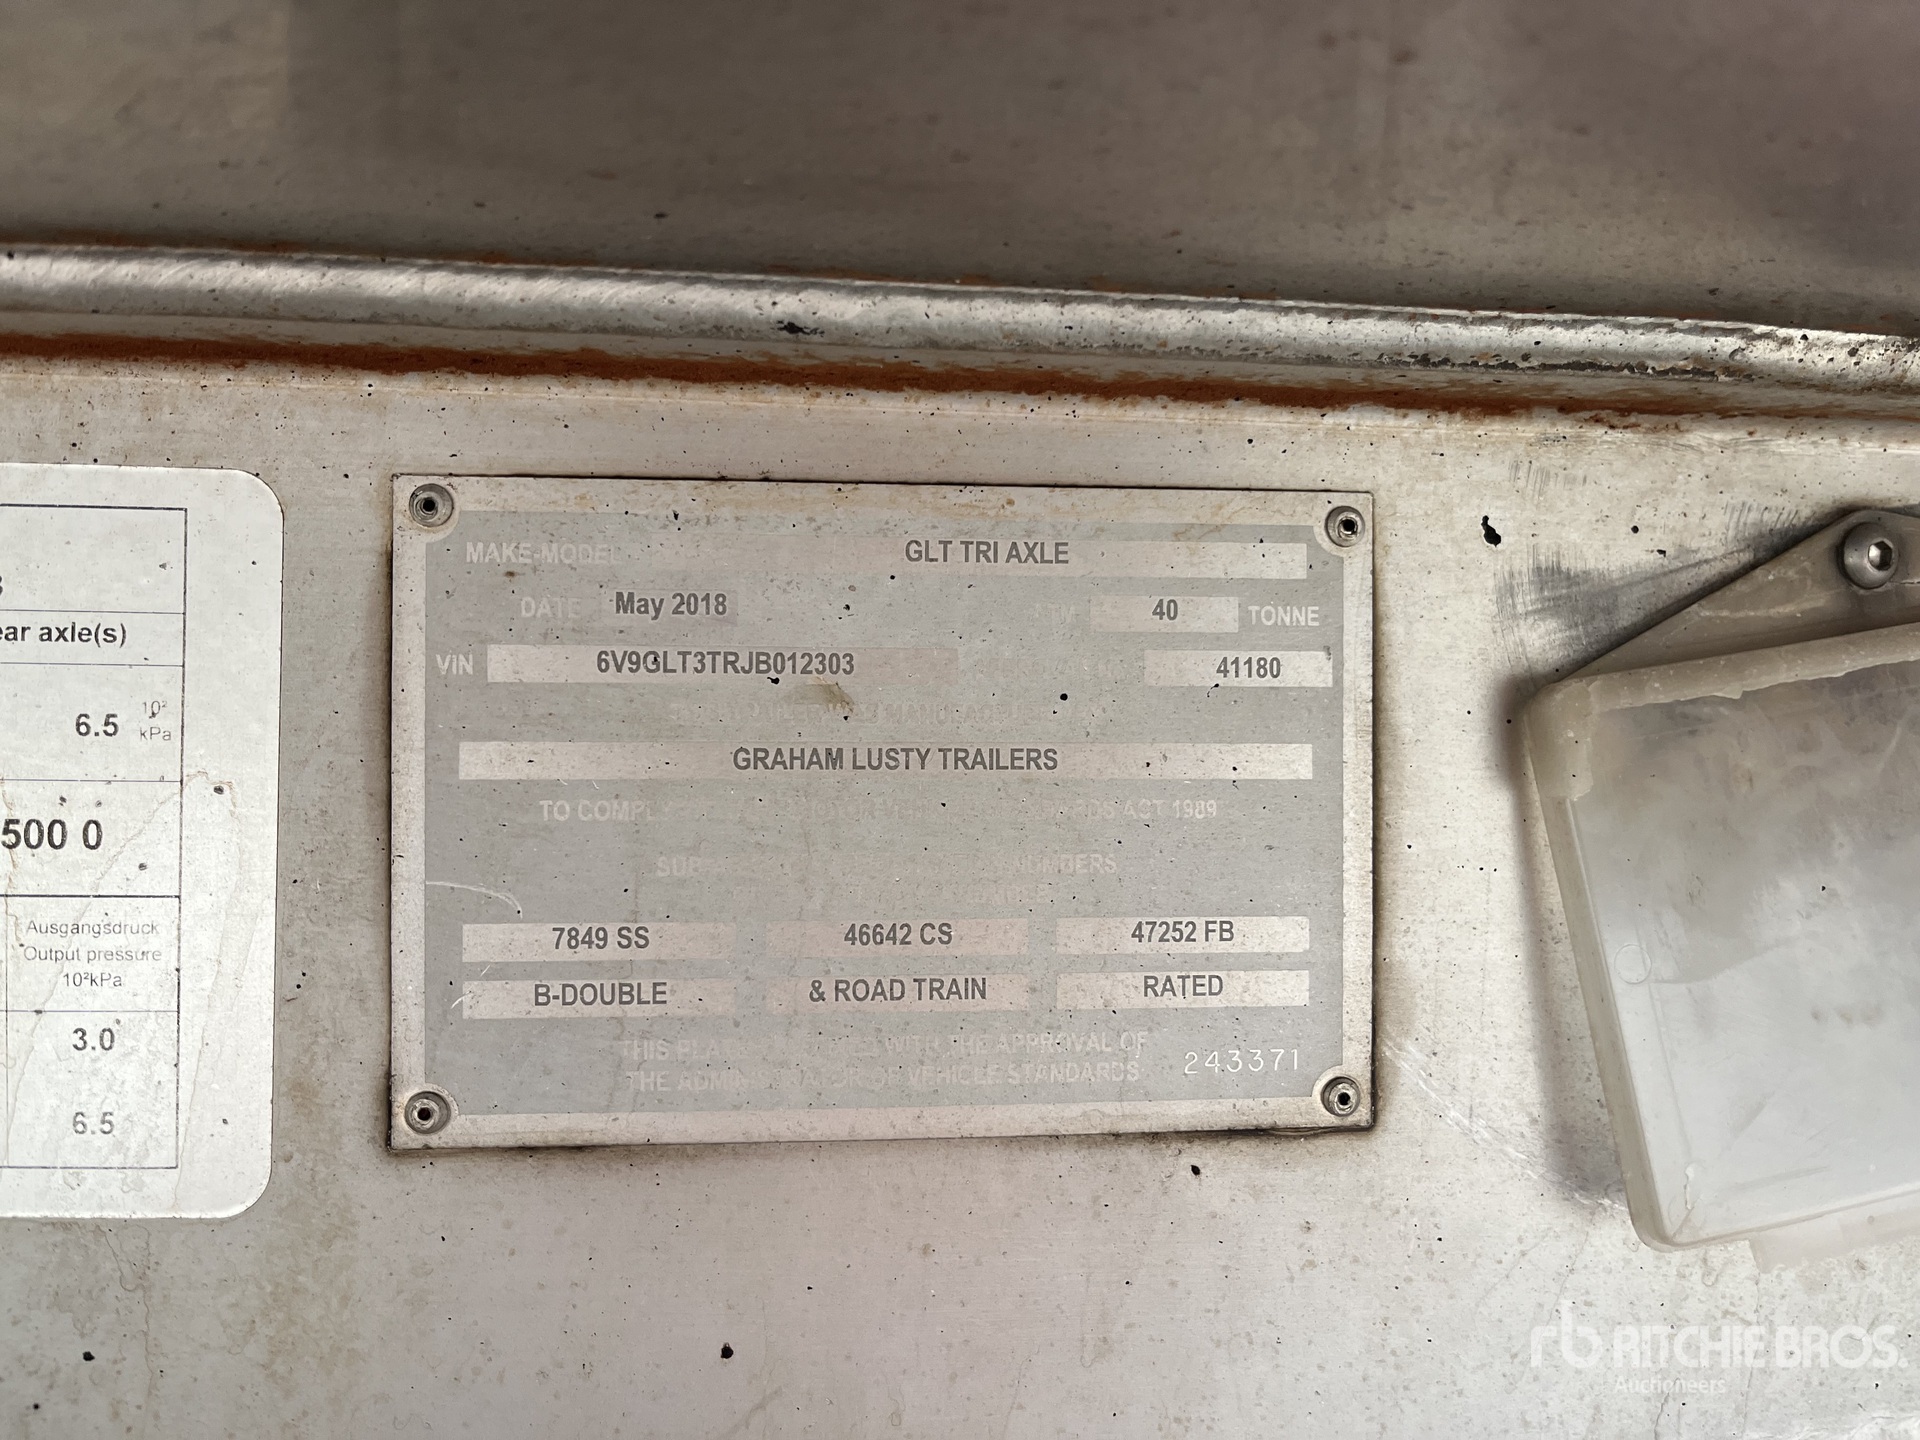 ear axle(s)
6.5 10² kPa
500 0
Ausgangsdruck
Output pressure
10²kPa
3.0
6.5
MAKE-MODEL GLT TRI AXLE
DATE May 2018 40 TONNE
VIN 6V9GLT3TRJB012303 41180
GRAHAM LUSTY TRAILERS
TO COMPLY ACT 1989
NUMBERS
7849 SS 46642 CS 47252 FB
B-DOUBLE & ROAD TRAIN RATED
THIS PLATE WITH THE APPROVAL OF
THE ADMINISTRATOR OF VEHICLE STANDARDS 243371
rb RITCHIE BROS.
Auctioneers